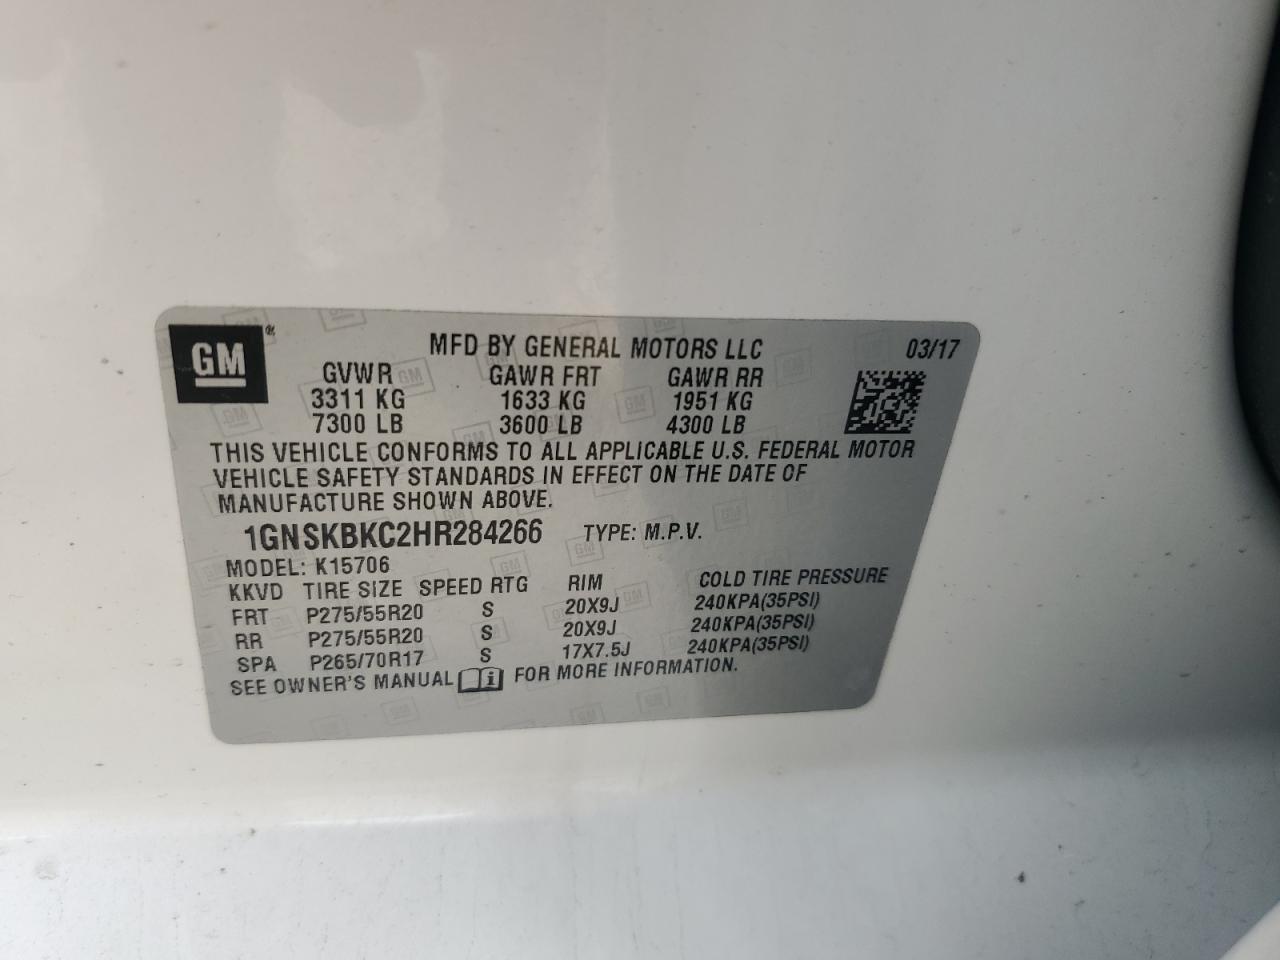 GM®
MFD BY GENERAL MOTORS LLC 03/17
GVWR GAWR FRT GAWR RR
3311 KG 1633 KG 1951 KG
7300 LB 3600 LB 4300 LB
THIS VEHICLE CONFORMS TO ALL APPLICABLE U.S. FEDERAL MOTOR
VEHICLE SAFETY STANDARDS IN EFFECT ON THE DATE OF
MANUFACTURE SHOWN ABOVE.
1GNSKBKC2HR284266 TYPE: M.P.V.
MODEL: K15706
KKVD TIRE SIZE SPEED RTG RIM COLD TIRE PRESSURE
FRT P275/55R20 S 20X9J 240KPA(35PSI)
RR P275/55R20 S 20X9J 240KPA(35PSI)
SPA P265/70R17 S 17X7.5J 240KPA(35PSI)
SEE OWNER'S MANUAL i FOR MORE INFORMATION.